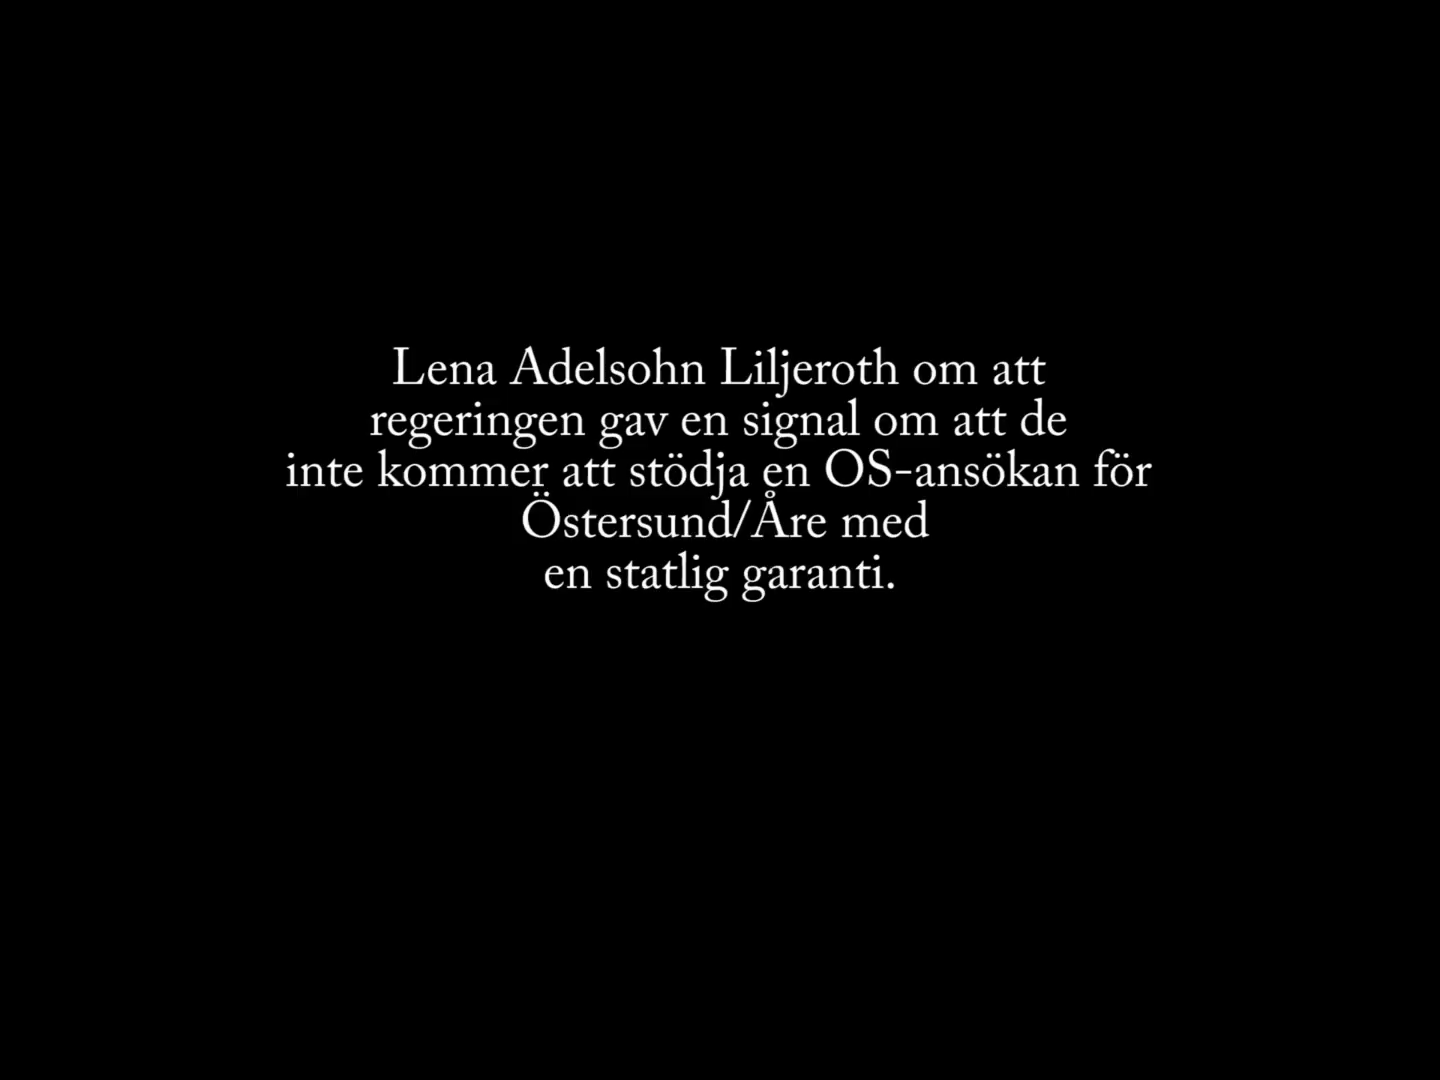 Lena Adelsohn Liljeroth om att
regeringen gav en signal om att de
inte kommer att stödja en OS-ansökan för
Östersund/Åre med
en statlig garanti.